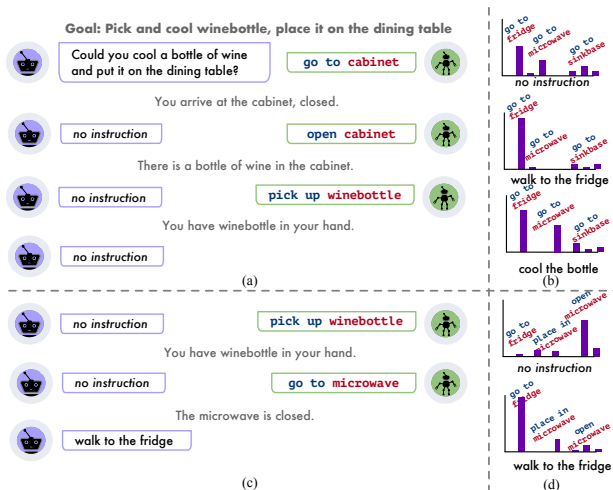 Goal: Pick and cool winebottle, place it on the dining table
Could you cool a bottle of wine
and put it on the dining table?
go to cabinet
You arrive at the cabinet, closed.
no instruction
open cabinet
There is a bottle of wine in the cabinet.
no instruction
pick up winebottle
You have winebottle in your hand.
no instruction
(a)
go to
fridge
go to
microwave
go to
sinkbase
no instruction
go to
fridge
go to
microwave
go to
sinkbase
walk to the fridge
go to
fridge
go to
microwave
go to
sinkbase
cool the bottle
(b)
no instruction
pick up winebottle
You have winebottle in your hand.
no instruction
go to microwave
The microwave is closed.
walk to the fridge
(c)
go to
fridge
place in
microwave
open
microwave
no instruction
go to
fridge
place in
microwave
open
microwave
walk to the fridge
(d)